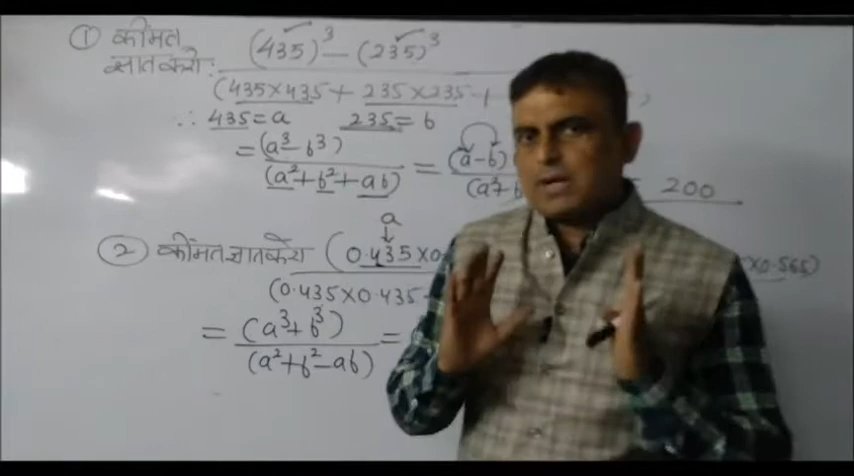 ① कीमत (435)³ − (235)³
ज्ञात करो: (435×435 + 235×235 +
∴ 435 = a 235 = b
= (a³ − b³) = (a−b)
(a²+b²+ab) (a²+b 200
② कीमत ज्ञात करो (0.435×0 ×0.565)
a
(0.435×0.435
= (a³+b³) =
(a²+b²−ab)